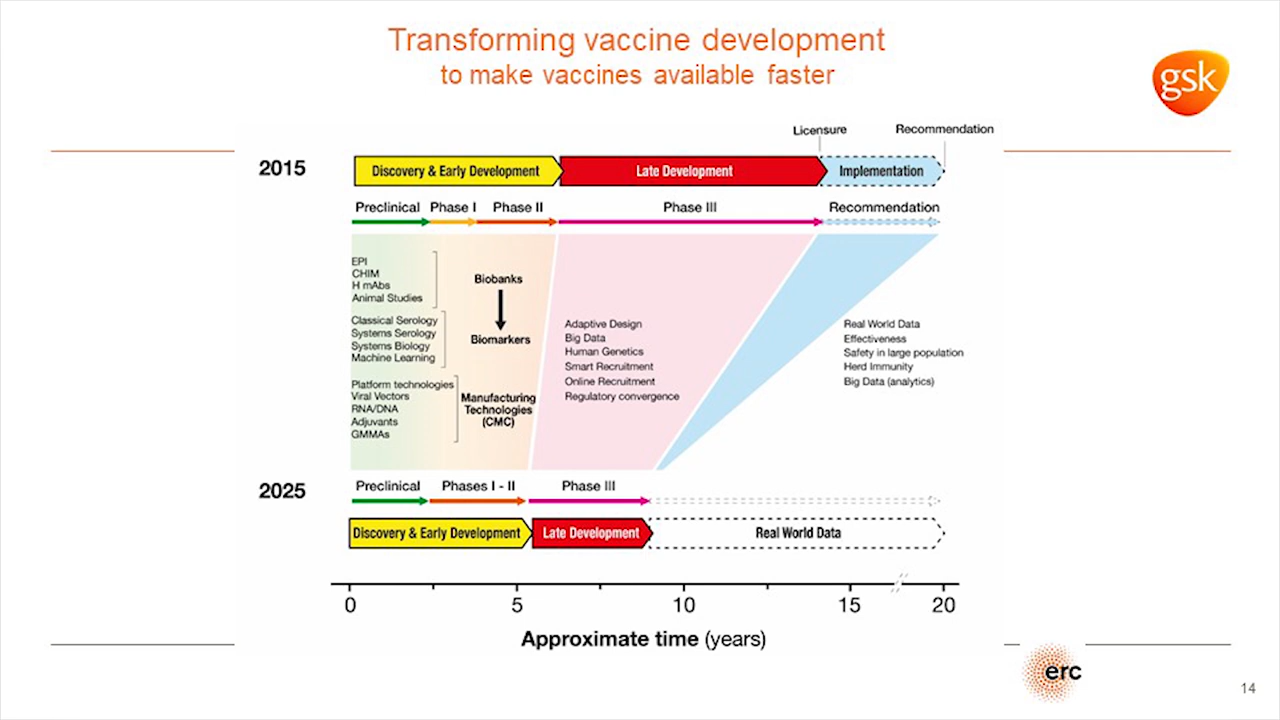 Transforming vaccine development
to make vaccines available faster
gsk
Licensure
Recommendation
2015
Discovery & Early Development
Late Development
Implementation
Preclinical
Phase I
Phase II
Phase III
Recommendation
EPI
CHIM
H mAbs
Animal Studies
Classical Serology
Systems Serology
Systems Biology
Machine Learning
Platform technologies
Viral Vectors
RNA/DNA
Adjuvants
GMMAs
Biobanks
Biomarkers
Manufacturing
Technologies
(CMC)
Adaptive Design
Big Data
Human Genetics
Smart Recruitment
Online Recruitment
Regulatory convergence
Real World Data
Effectiveness
Safety in large population
Herd Immunity
Big Data (analytics)
2025
Preclinical
Phases I - II
Phase III
Discovery & Early Development
Late Development
Real World Data
0
5
10
15
20
Approximate time (years)
erc
14